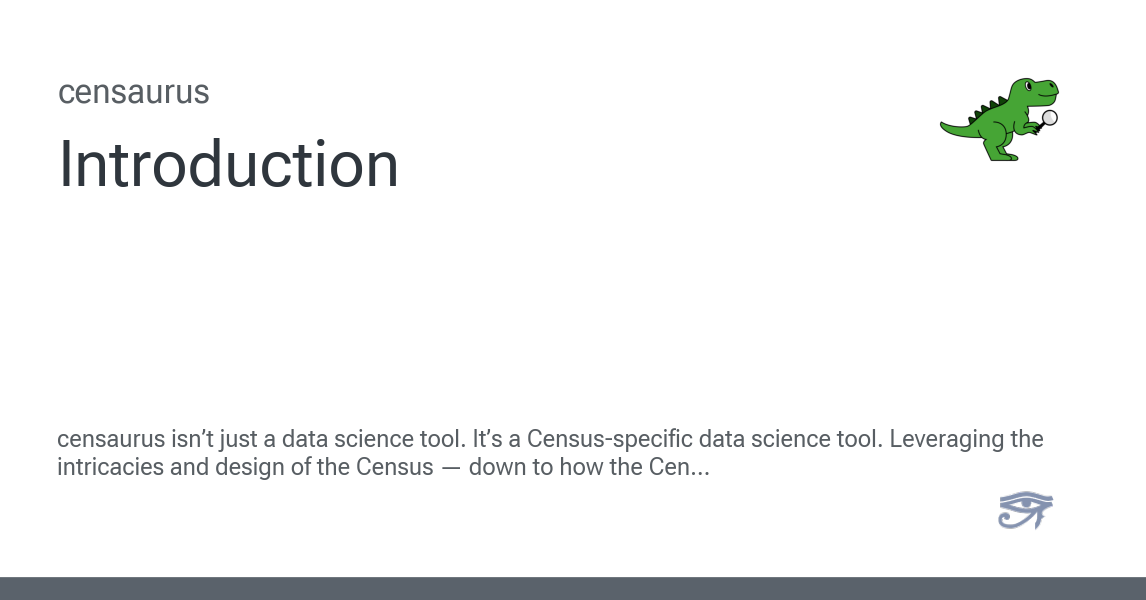 censaurus
Introduction
censaurus isn’t just a data science tool. It’s a Census-specific data science tool. Leveraging the
intricacies and design of the Census — down to how the Cen...